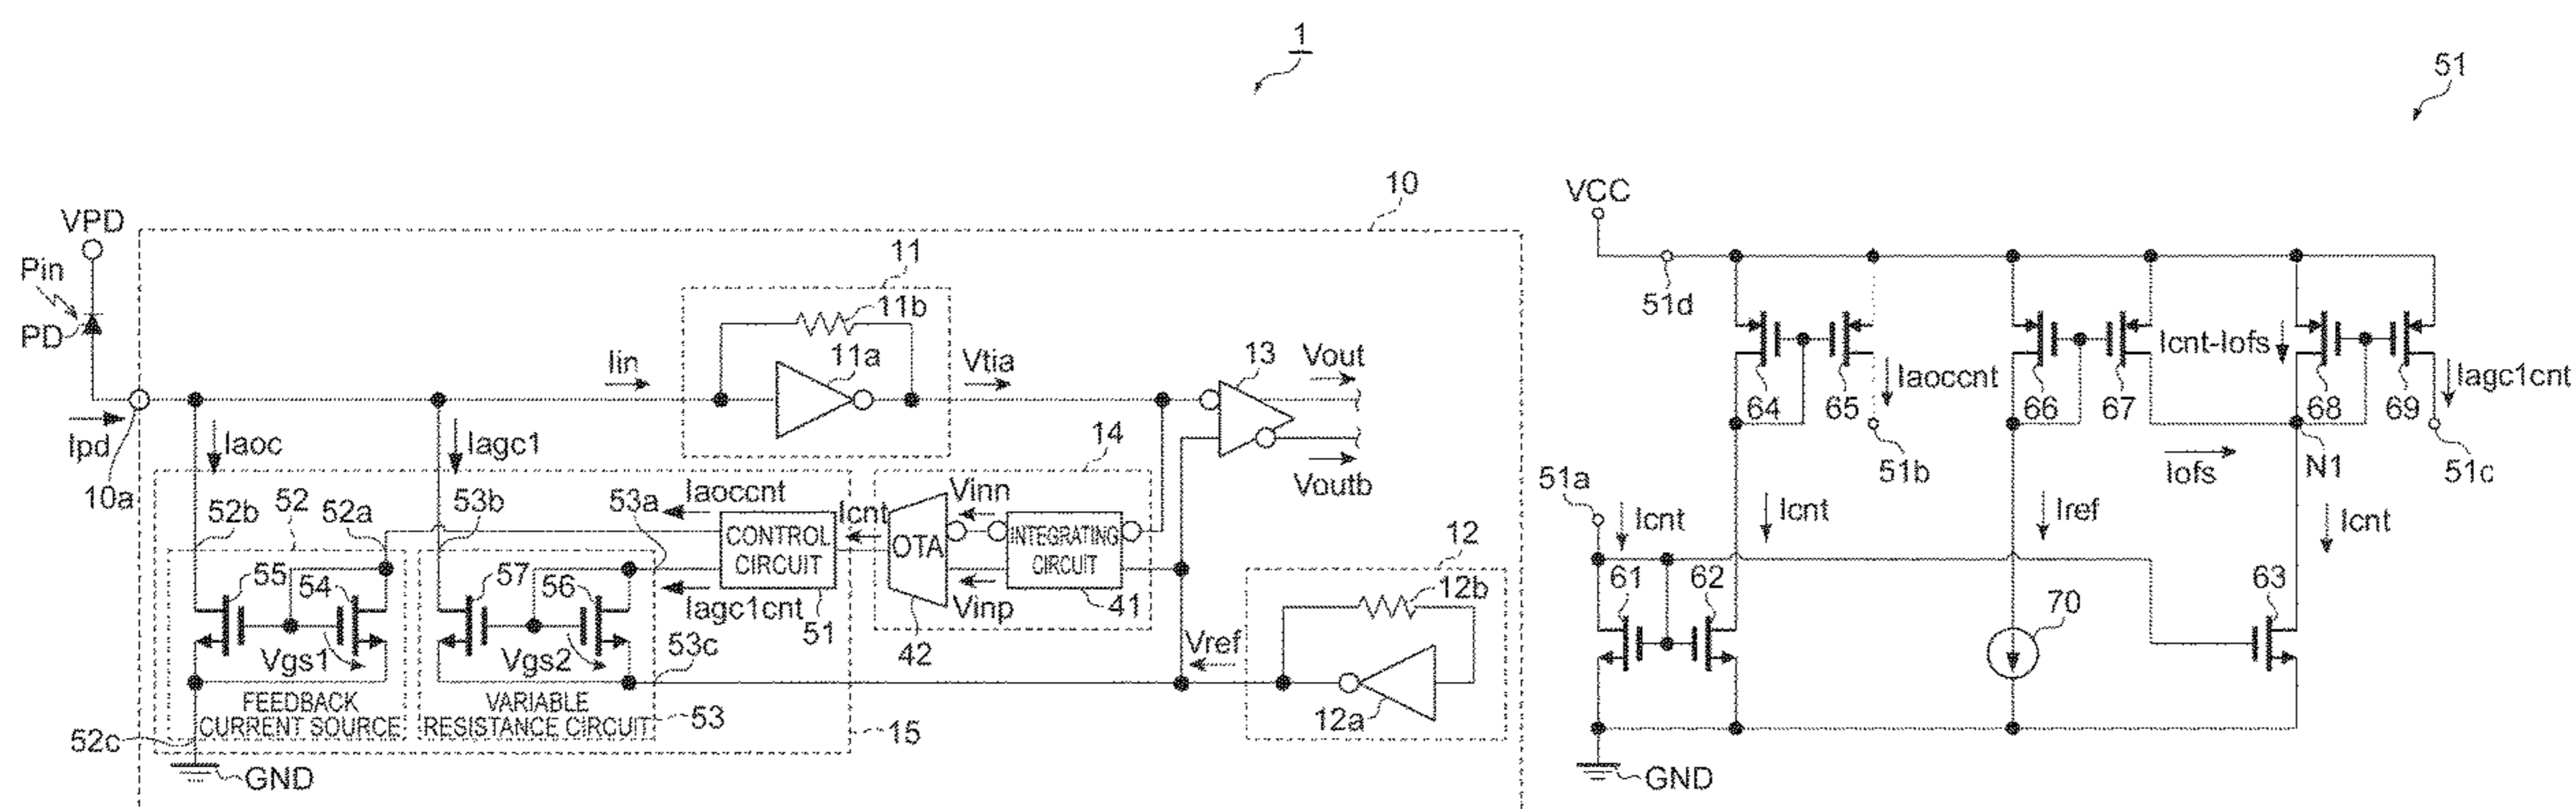 1
51
10
VPD
VCC
Pin
PD
11
11b
11a
51d
Iin
Vtia
13
Vout
Icnt-Iofs
Iaoccnt
Iagc1cnt
64
65
66
67
68
69
Ipd
10a
Iaoc
Iagc1
14
Voutb
51a
51b
Iofs
N1
51c
52b
52
52a
53b
Iaoccnt
53a
Icnt
Vinn
Icnt
Icnt
Iref
Icnt
CONTROL
CIRCUIT
OTA
INTEGRATING
CIRCUIT
12
55
54
57
56
Iagc1cnt
51
42
Vinp
41
12b
61
62
70
63
Vgs1
Vgs2
53c
Vref
12a
FEEDBACK
CURRENT SOURCE
VARIABLE
RESISTANCE CIRCUIT
53
15
52c
GND
GND